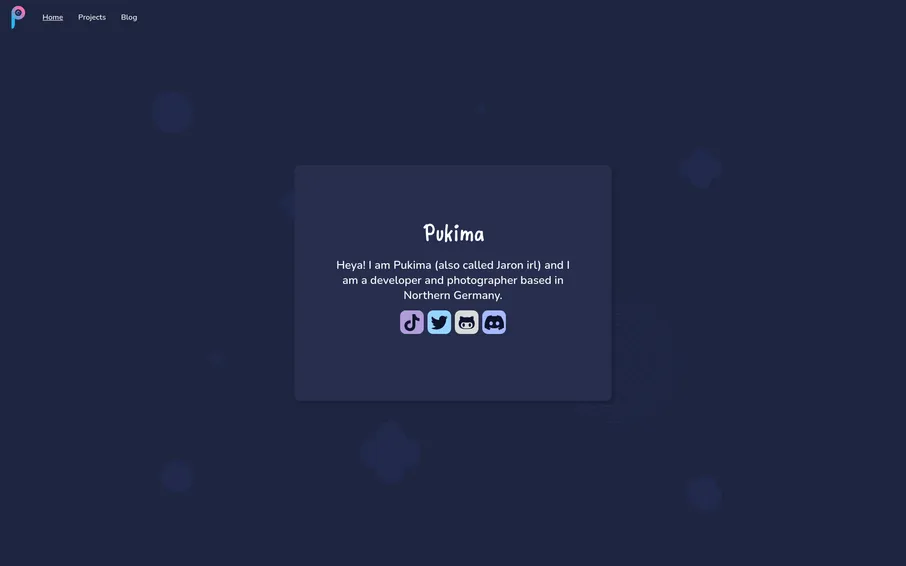 Home Projects Blog
Pukima
Heya! I am Pukima (also called Jaron irl) and I
am a developer and photographer based in
Northern Germany.